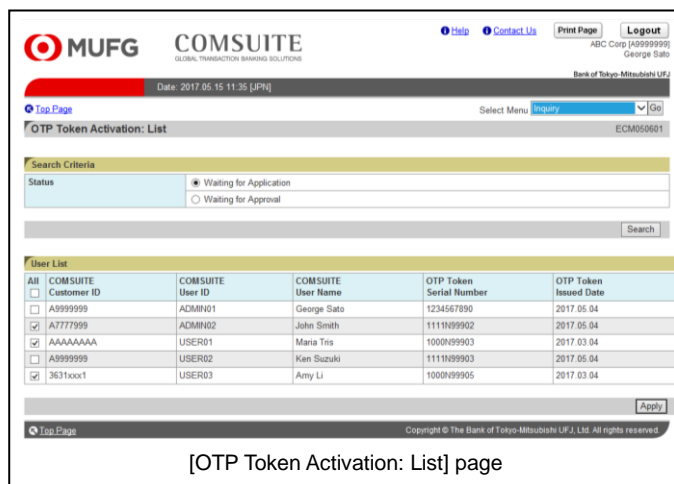 MUFG
COMSUITE
GLOBAL TRANSACTION BANKING SOLUTIONS
Help Contact Us Print Page Logout
ABC Corp [A9999999]
George Sato
Bank of Tokyo-Mitsubishi UFJ
Date: 2017.05.15 11:35 [JPN]
Top Page Select Menu Inquiry Go
OTP Token Activation: List ECM050601
Search Criteria
Status Waiting for Application
Waiting for Approval
Search
User List
All COMSUITE Customer ID COMSUITE User ID COMSUITE User Name OTP Token Serial Number OTP Token Issued Date
A9999999 ADMIN01 George Sato 1234567890 2017.05.04
A7777999 ADMIN02 John Smith 1111N99902 2017.05.04
AAAAAAAA USER01 Maria Tris 1000N99903 2017.03.04
A9999999 USER02 Ken Suzuki 1111N99903 2017.05.04
3631xxx1 USER03 Amy Li 1000N99905 2017.03.04
Apply
Top Page Copyright © The Bank of Tokyo-Mitsubishi UFJ, Ltd. All rights reserved.
[OTP Token Activation: List] page